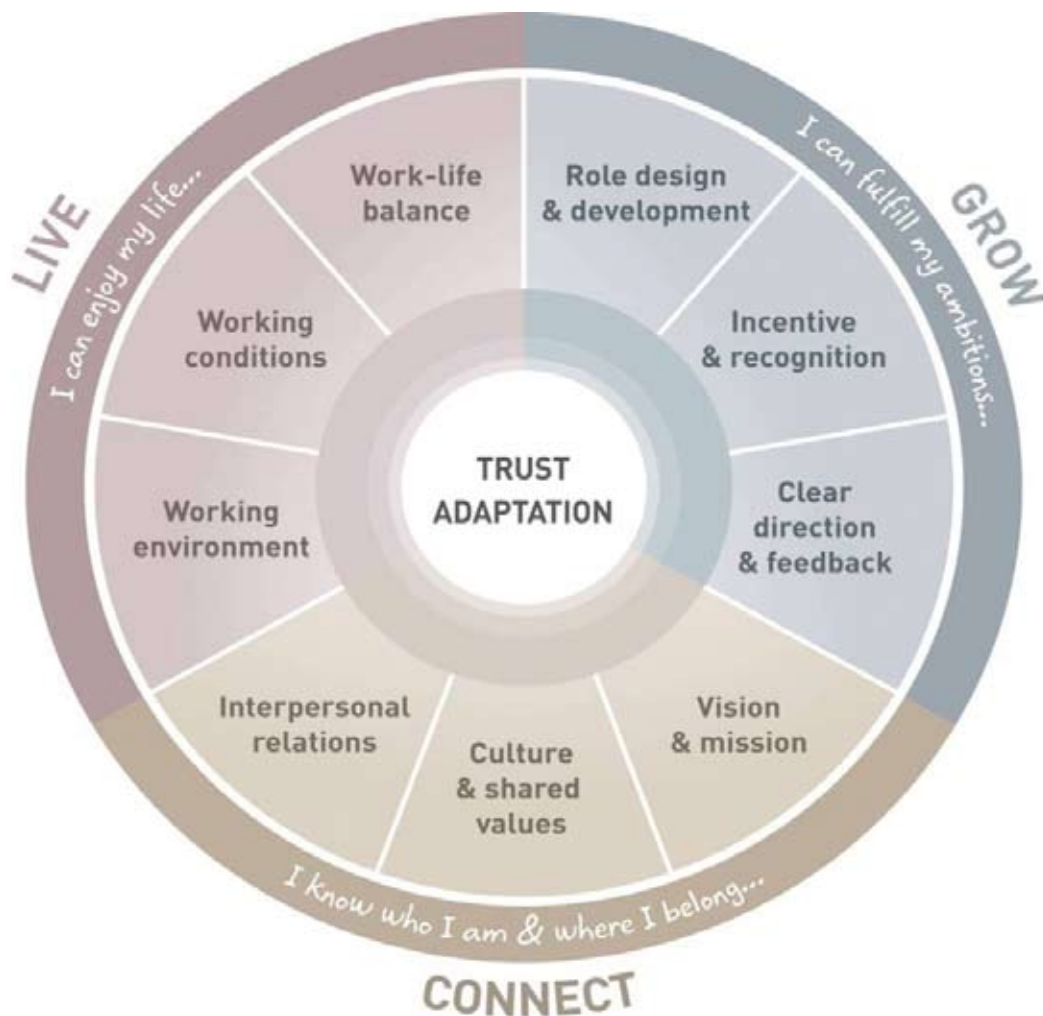 LIVE
I can enjoy my life...
Work-life
balance
Working
conditions
Working
environment
GROW
I can fulfill my ambitions...
Role design
& development
Incentive
& recognition
Clear
direction
& feedback
TRUST
ADAPTATION
Interpersonal
relations
Culture
& shared
values
Vision
& mission
I know who I am & where I belong...
CONNECT